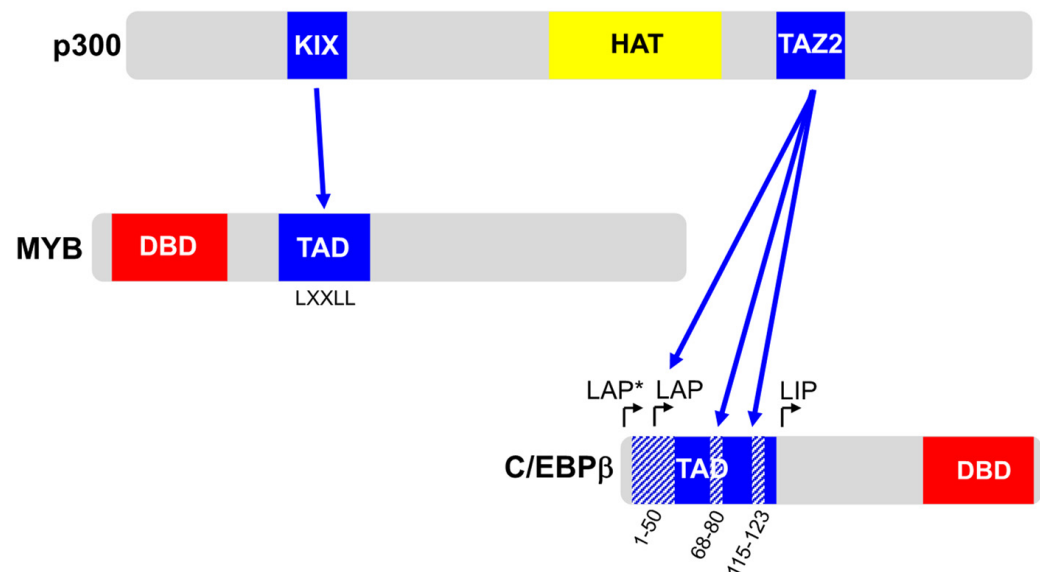 p300
KIX
HAT
TAZ2
MYB
DBD
TAD
LXXLL
LAP*
LAP
LIP
C/EBPβ
TAD
DBD
1-50
68-80
115-123